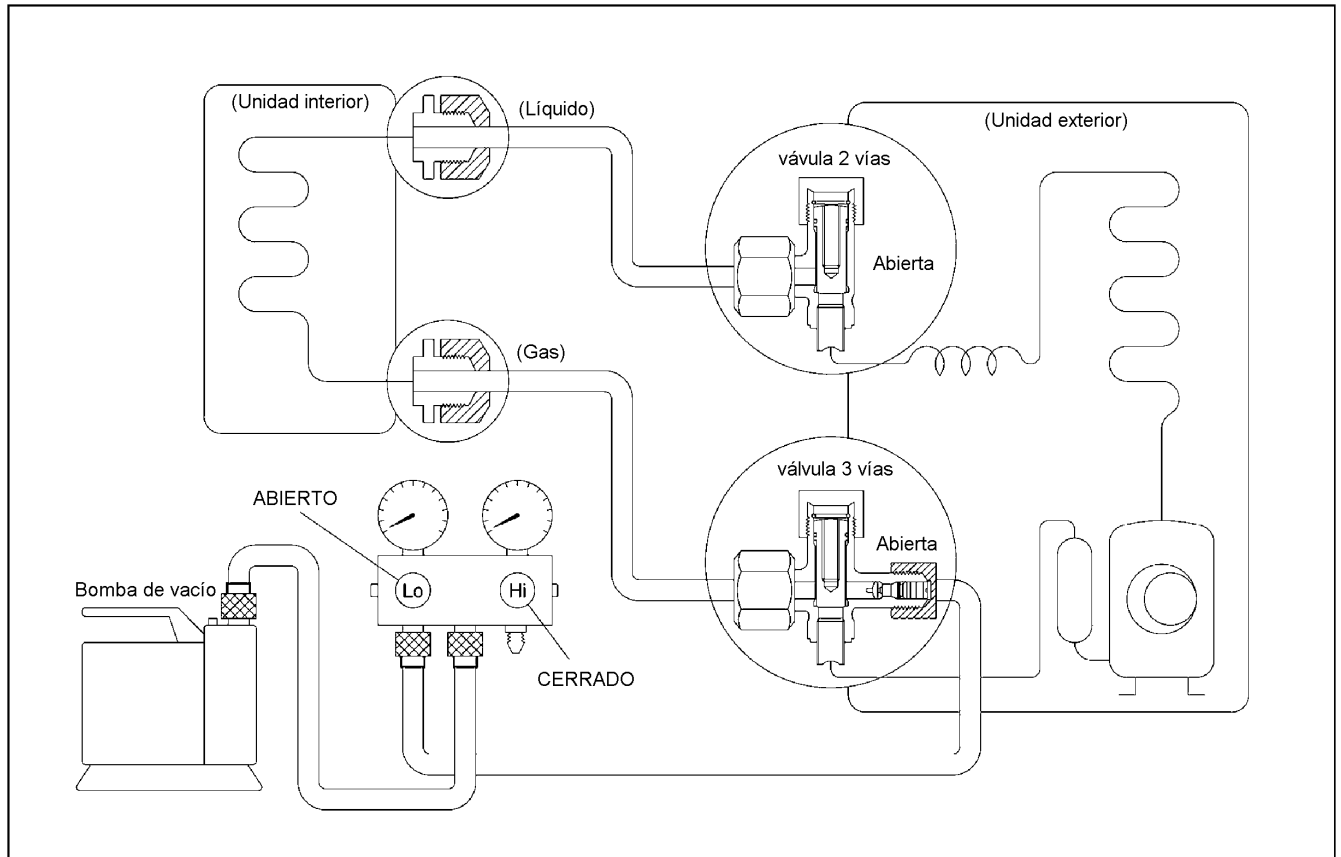 (Unidad interior)
(Líquido)
(Unidad exterior)
vávula 2 vías
Abierta
(Gas)
válvula 3 vías
Abierta
ABIERTO
Bomba de vacío
Lo
Hi
CERRADO